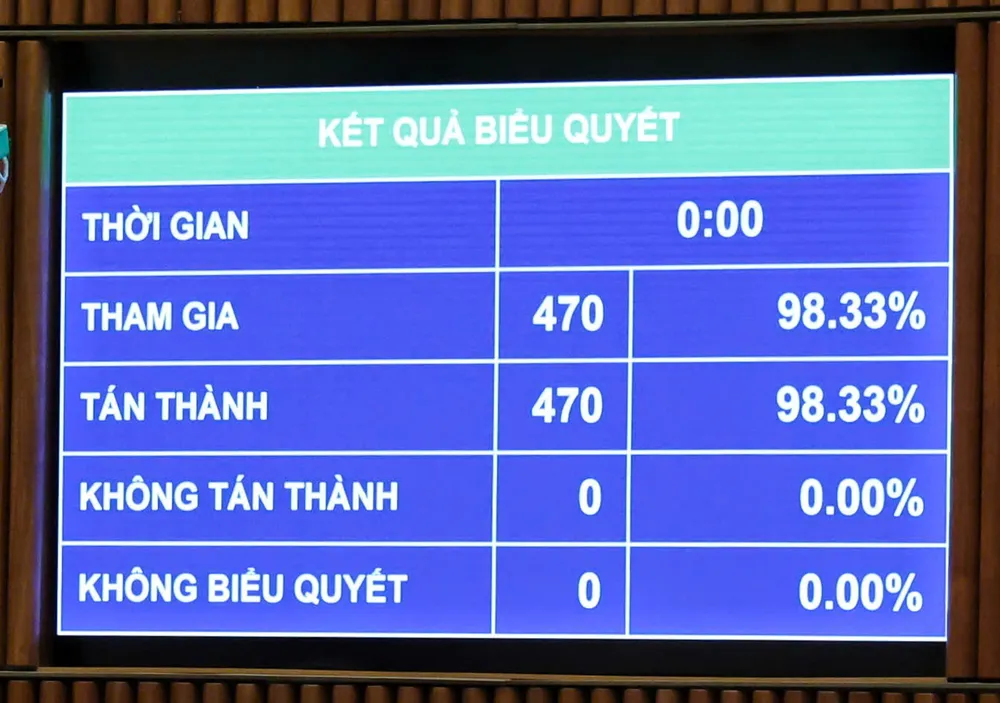 KẾT QUẢ BIỂU QUYẾT
THỜI GIAN 0:00
THAM GIA 470 98.33%
TÁN THÀNH 470 98.33%
KHÔNG TÁN THÀNH 0 0.00%
KHÔNG BIỂU QUYẾT 0 0.00%